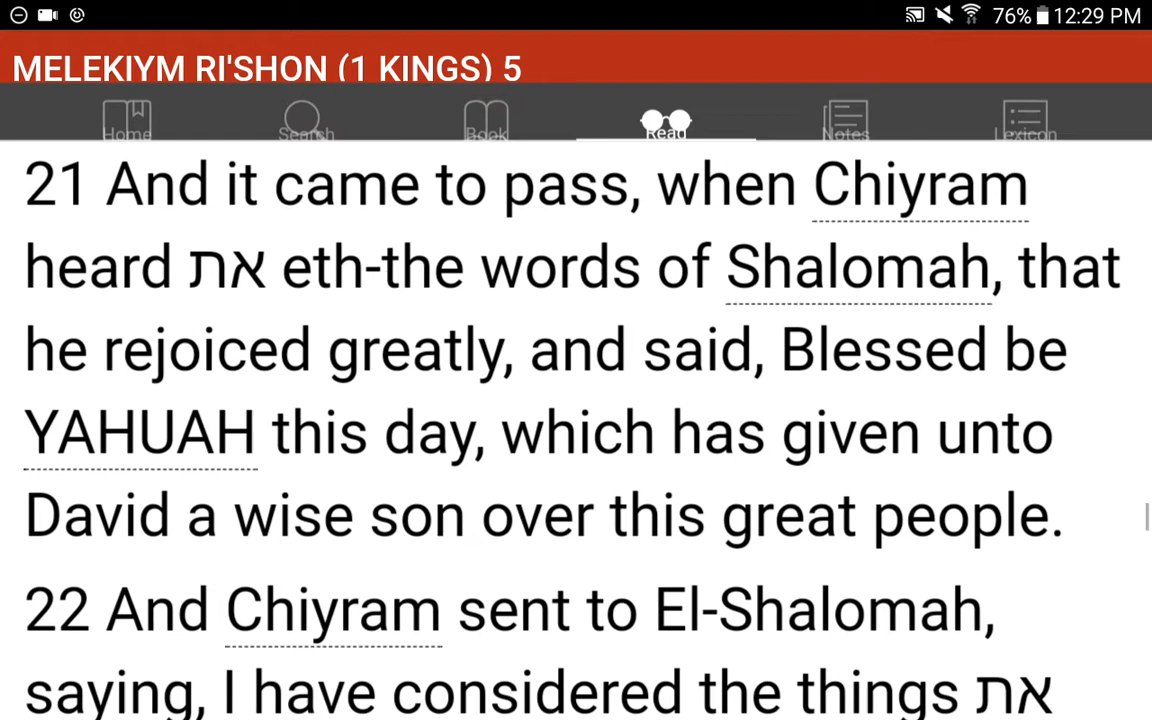 76% 12:29 PM
MELEKIYM RI'SHON (1 KINGS) 5
Home Search Book Read Notes Lexicon
21 And it came to pass, when Chiyram
heard את eth-the words of Shalomah, that
he rejoiced greatly, and said, Blessed be
YAHUAH this day, which has given unto
David a wise son over this great people.
22 And Chiyram sent to El-Shalomah,
saying, I have considered the things את